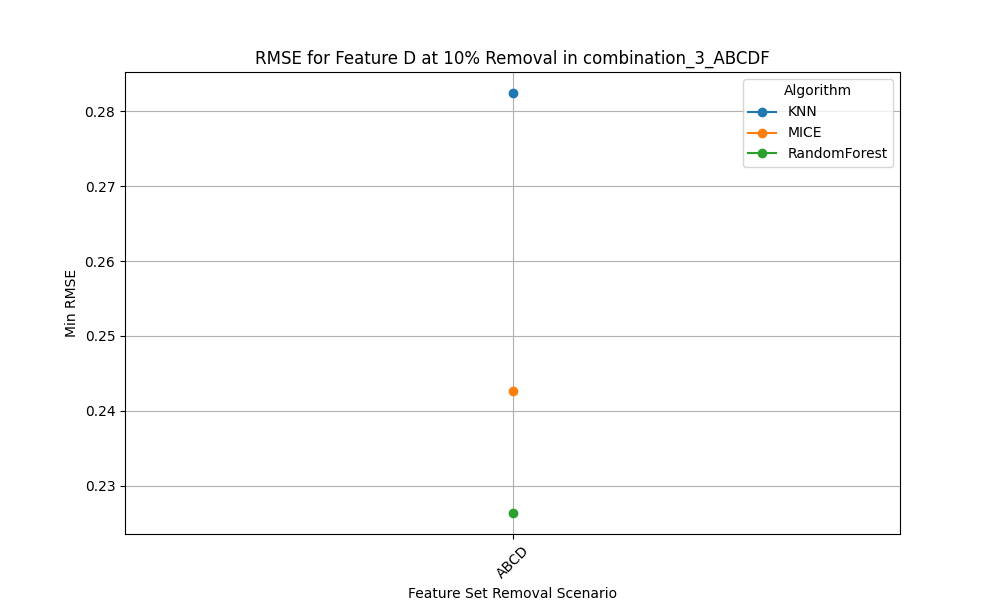 RMSE for Feature D at 10% Removal in combination_3_ABCDF
Algorithm
KNN
MICE
RandomForest
0.28
0.27
0.26
0.25
0.24
0.23
Min RMSE
ABCD
Feature Set Removal Scenario